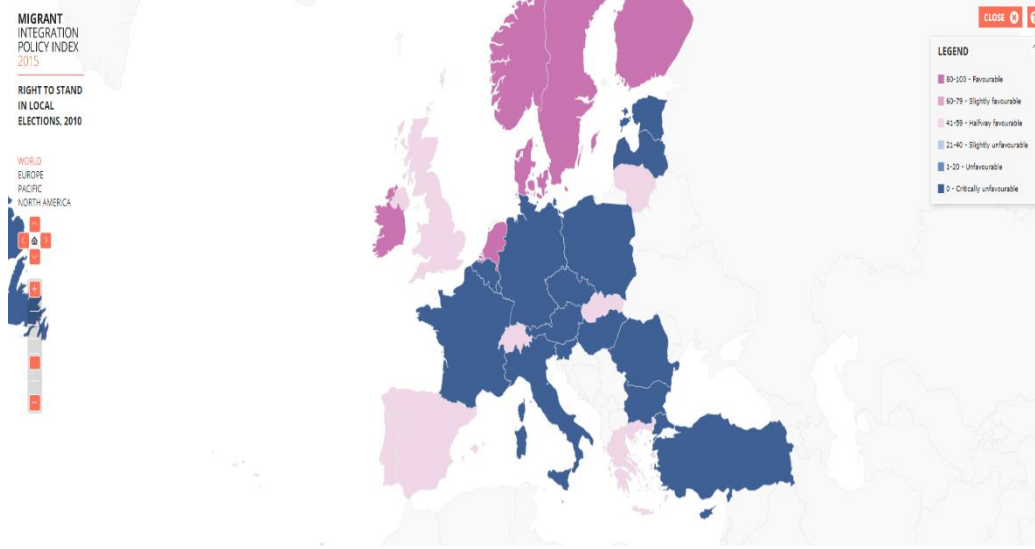 MIGRANT
INTEGRATION
POLICY INDEX
2015
RIGHT TO STAND
IN LOCAL
ELECTIONS, 2010
WORLD
EUROPE
PACIFIC
NORTH AMERICA
CLOSE
LEGEND
80-100 - Favourable
60-79 - Slightly favourable
41-59 - Halfway favourable
21-40 - Slightly unfavourable
1-20 - Unfavourable
0 - Critically unfavourable